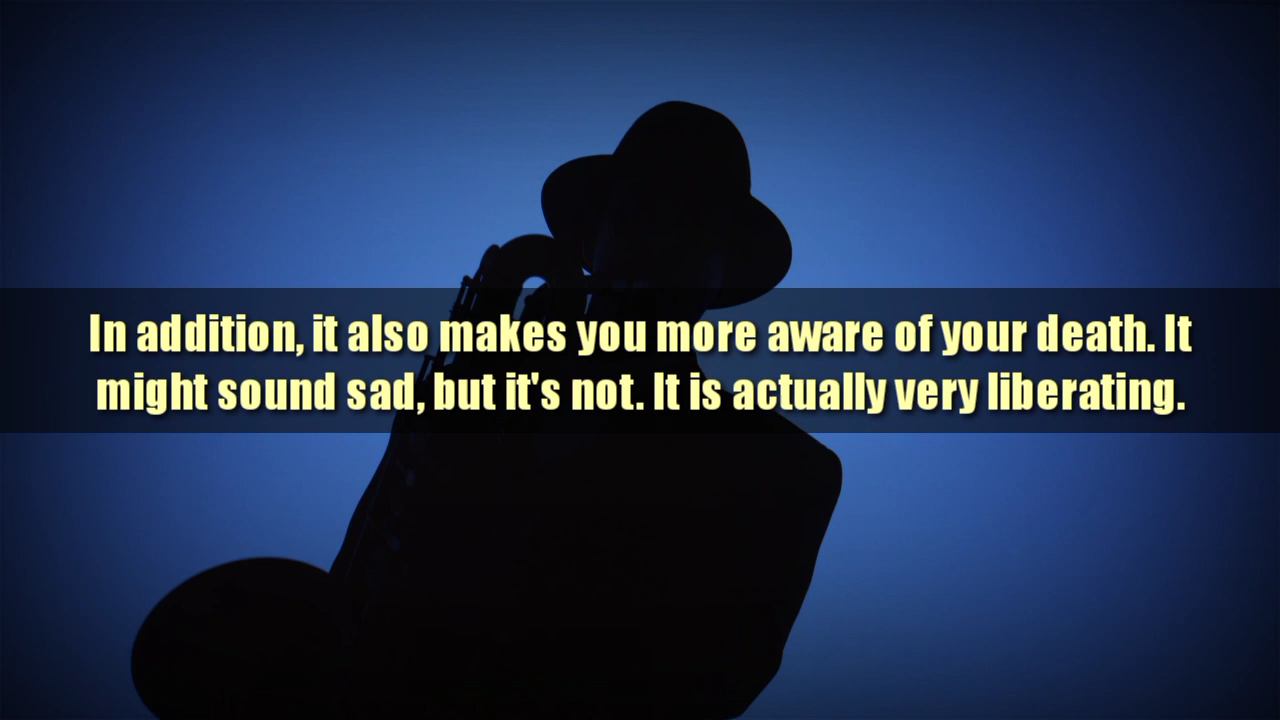 In addition, it also makes you more aware of your death. It
might sound sad, but it's not. It is actually very liberating.